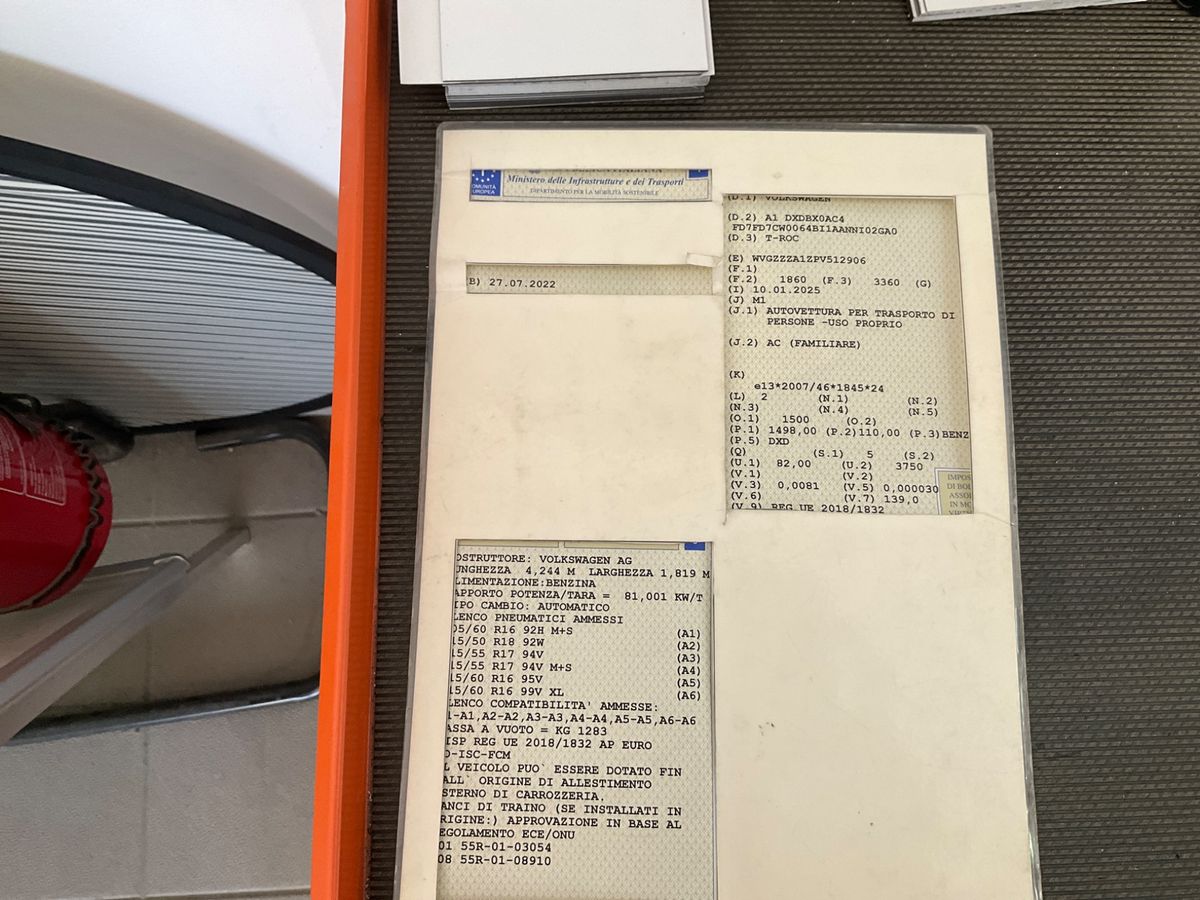 COMUNITÀ
EUROPEA
Ministero delle Infrastrutture e dei Trasporti
DIPARTIMENTO PER LA MOBILITÀ SOSTENIBILE
B) 27.07.2022
(D.1) VOLKSWAGEN
(D.2) A1 DXDBX0AC4
FD7FD7CW0064BI1AANNI02GA0
(D.3) T-ROC
(E) WVGZZZA1ZPV512906
(F.1)
(F.2) 1860 (F.3) 3360 (G)
(I) 10.01.2025
(J) M1
(J.1) AUTOVETTURA PER TRASPORTO DI
PERSONE -USO PROPRIO
(J.2) AC (FAMILIARE)
(K)
e13*2007/46*1845*24
(L) 2 (N.1) (N.2)
(N.3) (N.4) (N.5)
(O.1) 1500 (O.2)
(P.1) 1498,00 (P.2)110,00 (P.3)BENZ
(P.5) DXD
(Q) (S.1) 5 (S.2)
(U.1) 82,00 (U.2) 3750
(V.1) (V.2)
(V.3) 0,0081 (V.5) 0,000030
(V.6) (V.7) 139,0
(V.9) REG UE 2018/1832
IMPOS
DI BOL
ASSO
IN MO
VIRTU
OSTRUTTORE: VOLKSWAGEN AG
UNGHEZZA 4,244 M LARGHEZZA 1,819 M
LIMENTAZIONE:BENZINA
APPORTO POTENZA/TARA = 81,001 KW/T
IPO CAMBIO: AUTOMATICO
LENCO PNEUMATICI AMMESSI
05/60 R16 92H M+S (A1)
15/50 R18 92W (A2)
15/55 R17 94V (A3)
15/55 R17 94V M+S (A4)
15/60 R16 95V (A5)
15/60 R16 99V XL (A6)
LENCO COMPATIBILITA' AMMESSE:
1-A1,A2-A2,A3-A3,A4-A4,A5-A5,A6-A6
ASSA A VUOTO = KG 1283
ISP REG UE 2018/1832 AP EURO
D-ISC-FCM
L VEICOLO PUO` ESSERE DOTATO FIN
ALL` ORIGINE DI ALLESTIMENTO
STERNO DI CARROZZERIA.
ANCI DI TRAINO (SE INSTALLATI IN
RIGINE:) APPROVAZIONE IN BASE AL
EGOLAMENTO ECE/ONU
01 55R-01-03054
08 55R-01-08910